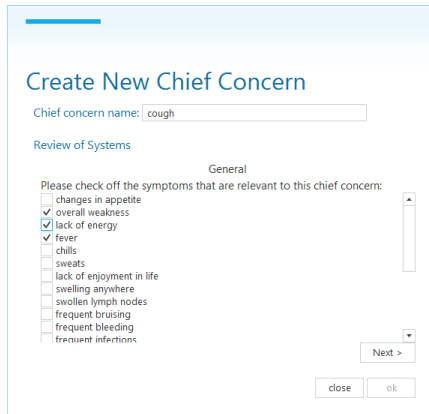 Create New Chief Concern
Chief concern name: cough
Review of Systems
General
Please check off the symptoms that are relevant to this chief concern:
changes in appetite
overall weakness
lack of energy
fever
chills
sweats
lack of enjoyment in life
swelling anywhere
swollen lymph nodes
frequent bruising
frequent bleeding
frequent infections
Next >
close ok